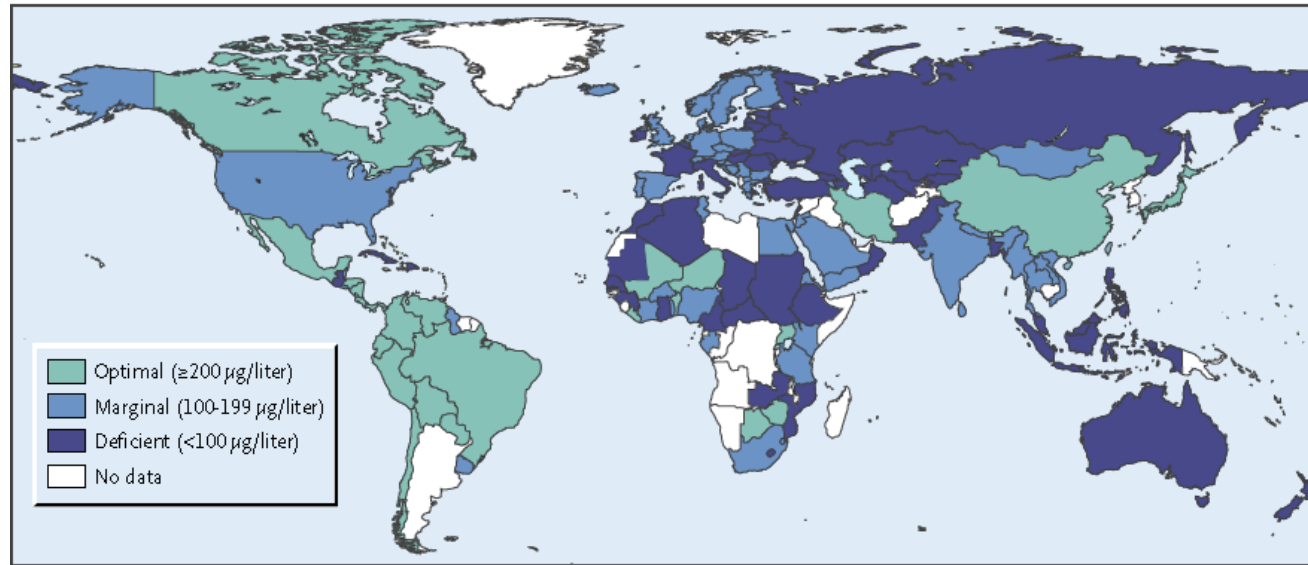 Optimal (≥200 µg/liter)
Marginal (100-199 µg/liter)
Deficient (<100 µg/liter)
No data